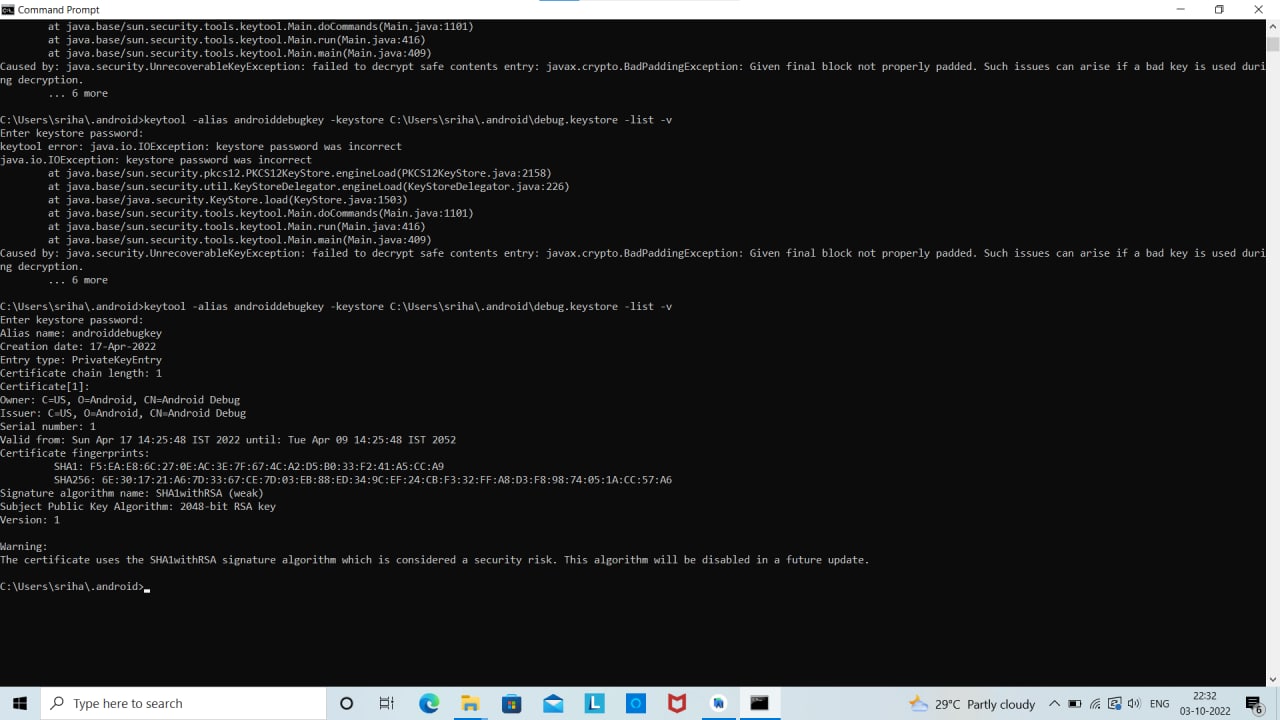 Command Prompt
at java.base/sun.security.tools.keytool.Main.doCommands(Main.java:1101)
at java.base/sun.security.tools.keytool.Main.run(Main.java:416)
at java.base/sun.security.tools.keytool.Main.main(Main.java:409)
Caused by: java.security.UnrecoverableKeyException: failed to decrypt safe contents entry: javax.crypto.BadPaddingException: Given final block not properly padded. Such issues can arise if a bad key is used duri
ng decryption.
... 6 more
C:\Users\sriha\.android>keytool -alias androiddebugkey -keystore C:\Users\sriha\.android\debug.keystore -list -v
Enter keystore password:
keytool error: java.io.IOException: keystore password was incorrect
java.io.IOException: keystore password was incorrect
at java.base/sun.security.pkcs12.PKCS12KeyStore.engineLoad(PKCS12KeyStore.java:2158)
at java.base/sun.security.util.KeyStoreDelegator.engineLoad(KeyStoreDelegator.java:226)
at java.base/java.security.KeyStore.load(KeyStore.java:1503)
at java.base/sun.security.tools.keytool.Main.doCommands(Main.java:1101)
at java.base/sun.security.tools.keytool.Main.run(Main.java:416)
at java.base/sun.security.tools.keytool.Main.main(Main.java:409)
Caused by: java.security.UnrecoverableKeyException: failed to decrypt safe contents entry: javax.crypto.BadPaddingException: Given final block not properly padded. Such issues can arise if a bad key is used duri
ng decryption.
... 6 more
C:\Users\sriha\.android>keytool -alias androiddebugkey -keystore C:\Users\sriha\.android\debug.keystore -list -v
Enter keystore password:
Alias name: androiddebugkey
Creation date: 17-Apr-2022
Entry type: PrivateKeyEntry
Certificate chain length: 1
Certificate[1]:
Owner: C=US, O=Android, CN=Android Debug
Issuer: C=US, O=Android, CN=Android Debug
Serial number: 1
Valid from: Sun Apr 17 14:25:48 IST 2022 until: Tue Apr 09 14:25:48 IST 2052
Certificate fingerprints:
SHA1: F5:EA:E8:6C:27:0E:AC:3E:7F:67:4C:A2:D5:B0:33:F2:41:A5:CC:A9
SHA256: 6E:30:17:21:A6:7D:33:67:CE:7D:03:EB:88:ED:34:9C:EF:24:CB:F3:32:FF:A8:D3:F8:98:74:05:1A:CC:57:A6
Signature algorithm name: SHA1withRSA (weak)
Subject Public Key Algorithm: 2048-bit RSA key
Version: 1
Warning:
The certificate uses the SHA1withRSA signature algorithm which is considered a security risk. This algorithm will be disabled in a future update.
C:\Users\sriha\.android>
Type here to search
29°C Partly cloudy
ENG
22:32
03-10-2022
6